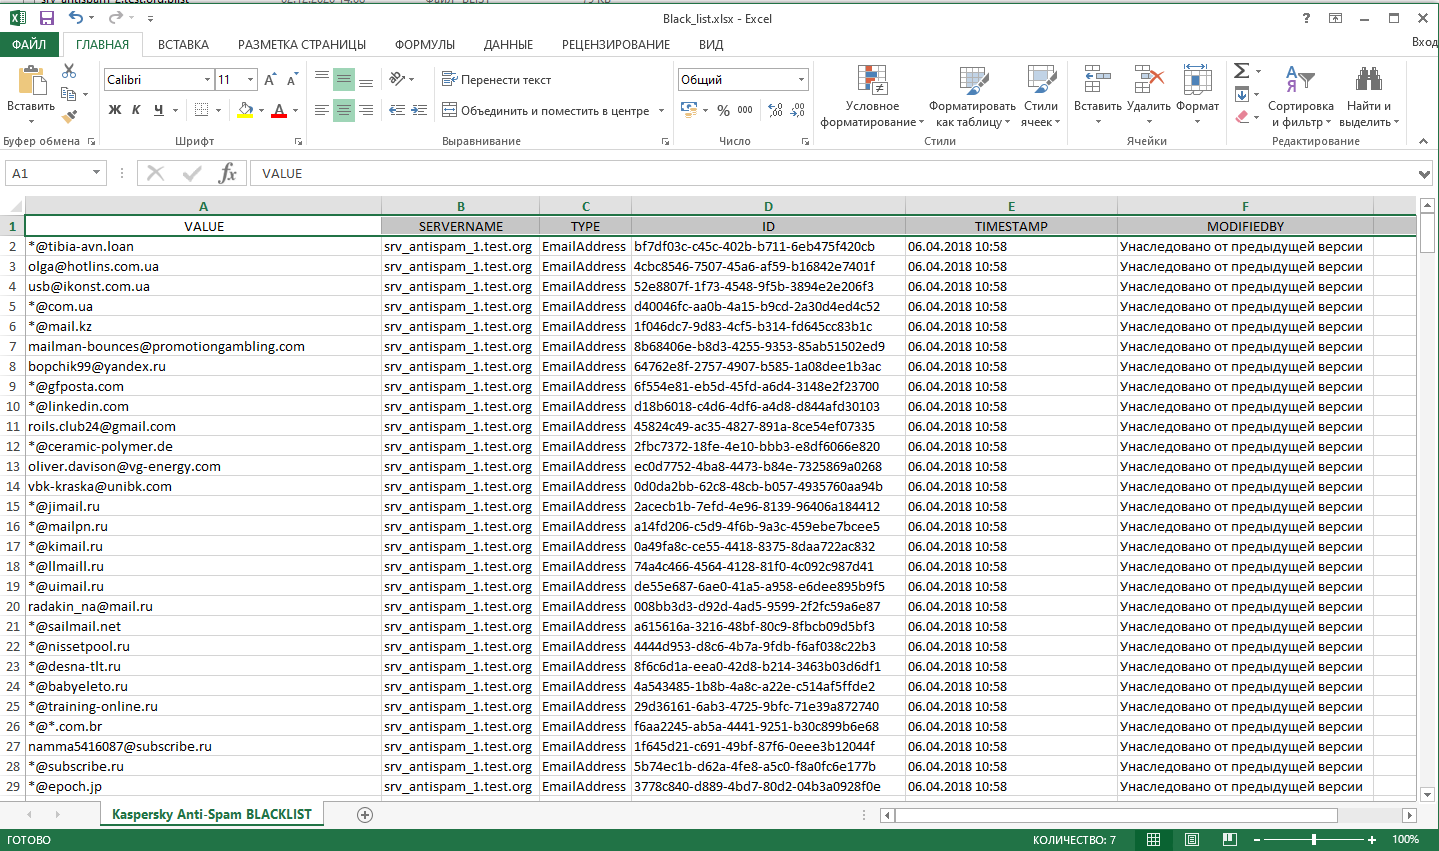 Black_list.xlsx - Excel
ФАЙЛ ГЛАВНАЯ ВСТАВКА РАЗМЕТКА СТРАНИЦЫ ФОРМУЛЫ ДАННЫЕ РЕЦЕНЗИРОВАНИЕ ВИД Вход
Вставить
Буфер обмена
Calibri 11
Ж К Ч
Шрифт
Перенести текст
Объединить и поместить в центре
Выравнивание
Общий
% 000
Число
Условное форматирование
Форматировать как таблицу
Стили ячеек
Стили
Вставить Удалить Формат
Ячейки
Сортировка и фильтр
Найти и выделить
Редактирование
A1 fx VALUE
A B C D E F
1 VALUE SERVERNAME TYPE ID TIMESTAMP MODIFIEDBY
2 *@tibia-avn.loan srv_antispam_1.test.org EmailAddress bf7df03c-c45c-402b-b711-6eb475f420cb 06.04.2018 10:58 Унаследовано от предыдущей версии
3 olga@hotlins.com.ua srv_antispam_1.test.org EmailAddress 4cbc8546-7507-45a6-af59-b16842e7401f 06.04.2018 10:58 Унаследовано от предыдущей версии
4 usb@ikonst.com.ua srv_antispam_1.test.org EmailAddress 52e8807f-1f73-4548-9f5b-3894e2e206f3 06.04.2018 10:58 Унаследовано от предыдущей версии
5 *@com.ua srv_antispam_1.test.org EmailAddress d40046fc-aa0b-4a15-b9cd-2a30d4ed4c52 06.04.2018 10:58 Унаследовано от предыдущей версии
6 *@mail.kz srv_antispam_1.test.org EmailAddress 1f046dc7-9d83-4cf5-b314-fd645cc83b1c 06.04.2018 10:58 Унаследовано от предыдущей версии
7 mailman-bounces@promotiongambling.com srv_antispam_1.test.org EmailAddress 8b68406e-b8d3-4255-9353-85ab51502ed9 06.04.2018 10:58 Унаследовано от предыдущей версии
8 bopchik99@yandex.ru srv_antispam_1.test.org EmailAddress 64762e8f-2757-4907-b585-1a08dee1b3ac 06.04.2018 10:58 Унаследовано от предыдущей версии
9 *@gfposta.com srv_antispam_1.test.org EmailAddress 6f554e81-eb5d-45fd-a6d4-3148e2f23700 06.04.2018 10:58 Унаследовано от предыдущей версии
10 *@linkedin.com srv_antispam_1.test.org EmailAddress d18b6018-c4d6-4df6-a4d8-d844afd30103 06.04.2018 10:58 Унаследовано от предыдущей версии
11 roils.club24@gmail.com srv_antispam_1.test.org EmailAddress 45824c49-ac35-4827-891a-8ce54ef07335 06.04.2018 10:58 Унаследовано от предыдущей версии
12 *@ceramic-polymer.de srv_antispam_1.test.org EmailAddress 2fbc7372-18fe-4e10-bbb3-e8df6066e820 06.04.2018 10:58 Унаследовано от предыдущей версии
13 oliver.davison@vg-energy.com srv_antispam_1.test.org EmailAddress ec0d7752-4ba8-4473-b84e-7325869a0268 06.04.2018 10:58 Унаследовано от предыдущей версии
14 vbk-kraska@unibk.com srv_antispam_1.test.org EmailAddress 0d0da2bb-62c8-48cb-b057-4935760aa94b 06.04.2018 10:58 Унаследовано от предыдущей версии
15 *@jimail.ru srv_antispam_1.test.org EmailAddress 2acecb1b-7efd-4e96-8139-96406a184412 06.04.2018 10:58 Унаследовано от предыдущей версии
16 *@mailpn.ru srv_antispam_1.test.org EmailAddress a14fd206-c5d9-4f6b-9a3c-459ebe7bcee5 06.04.2018 10:58 Унаследовано от предыдущей версии
17 *@kimail.ru srv_antispam_1.test.org EmailAddress 0a49fa8c-ce55-4418-8375-8daa722ac832 06.04.2018 10:58 Унаследовано от предыдущей версии
18 *@llmaill.ru srv_antispam_1.test.org EmailAddress 74a4c466-4564-4128-81f0-4c092c987d41 06.04.2018 10:58 Унаследовано от предыдущей версии
19 *@uimail.ru srv_antispam_1.test.org EmailAddress de55e687-6ae0-41a5-a958-e6dee895b9f5 06.04.2018 10:58 Унаследовано от предыдущей версии
20 radakin_na@mail.ru srv_antispam_1.test.org EmailAddress 008bb3d3-d92d-4ad5-9599-2f2fc59a6e87 06.04.2018 10:58 Унаследовано от предыдущей версии
21 *@sailmail.net srv_antispam_1.test.org EmailAddress a615616a-3216-48bf-80c9-8fbcb09d5bf3 06.04.2018 10:58 Унаследовано от предыдущей версии
22 *@nissetpool.ru srv_antispam_1.test.org EmailAddress 4444d953-d8c6-4b7a-9fdb-f6af038c22b3 06.04.2018 10:58 Унаследовано от предыдущей версии
23 *@desna-tlt.ru srv_antispam_1.test.org EmailAddress 8f6c6d1a-eea0-42d8-b214-3463b03d6df1 06.04.2018 10:58 Унаследовано от предыдущей версии
24 *@babyeleto.ru srv_antispam_1.test.org EmailAddress 4a543485-1b8b-4a8c-a22e-c514af5ffde2 06.04.2018 10:58 Унаследовано от предыдущей версии
25 *@training-online.ru srv_antispam_1.test.org EmailAddress 29d36161-6ab3-4725-9bfc-71e39a872740 06.04.2018 10:58 Унаследовано от предыдущей версии
26 *@*.com.br srv_antispam_1.test.org EmailAddress f6aa2245-ab5a-4441-9251-b30c899b6e68 06.04.2018 10:58 Унаследовано от предыдущей версии
27 namma5416087@subscribe.ru srv_antispam_1.test.org EmailAddress 1f645d21-c691-49bf-87f6-0eee3b12044f 06.04.2018 10:58 Унаследовано от предыдущей версии
28 *@subscribe.ru srv_antispam_1.test.org EmailAddress 5b74ec1b-d62a-4fe8-a5c0-f8a0fc6e177b 06.04.2018 10:58 Унаследовано от предыдущей версии
29 *@epoch.jp srv_antispam_1.test.org EmailAddress 3778c840-d889-4bd7-80d2-04b3a0928f0e 06.04.2018 10:58 Унаследовано от предыдущей версии
Kaspersky Anti-Spam BLACKLIST
ГОТОВО КОЛИЧЕСТВО: 7 100%